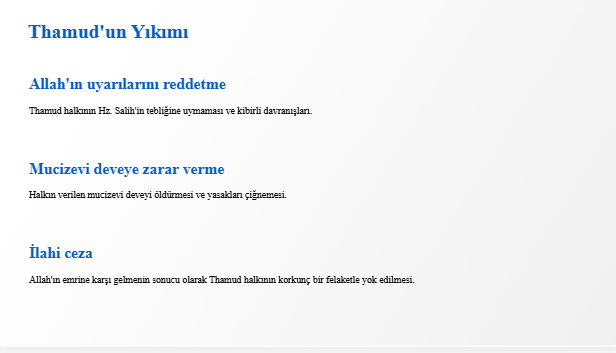 Thamud'un Yıkımı
Allah'ın uyarılarını reddetme
Thamud halkının Hz. Salih'in tebliğine uymaması ve kibirli davranışları.
Mucizevi deveye zarar verme
Halkın verilen mucizevi deveyi öldürmesi ve yasakları çiğnemesi.
İlahi ceza
Allah'ın emrine karşı gelmenin sonucu olarak Thamud halkının korkunç bir felaketle yok edilmesi.